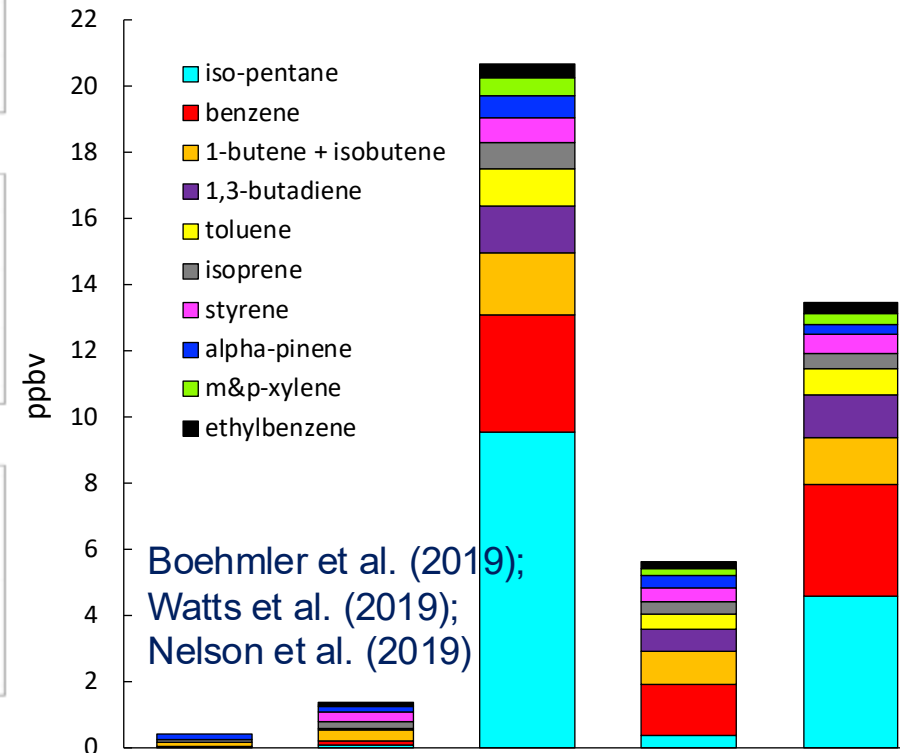 22
20
18
16
14
12
10
8
6
4
2
0
ppbv
iso-pentane
benzene
1-butene + isobutene
1,3-butadiene
toluene
isoprene
styrene
alpha-pinene
m&p-xylene
ethylbenzene
Boehmler et al. (2019);
Watts et al. (2019);
Nelson et al. (2019)